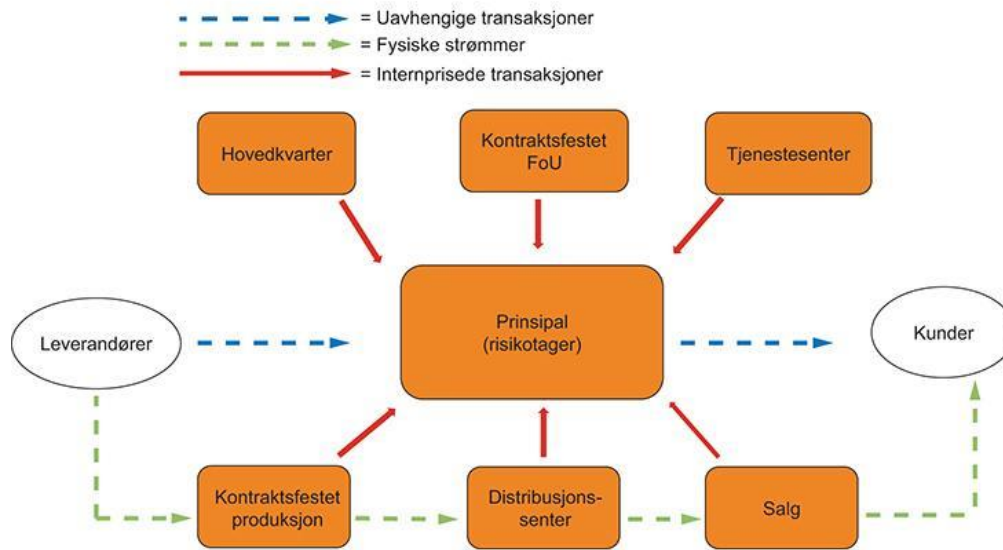 = Uavhengige transaksjoner
= Fysiske strømmer
= Internprisede transaksjoner
Hovedkvarter
Kontraktsfestet
FoU
Tjenestesenter
Leverandører
Prinsipal
(risikotager)
Kunder
Kontraktsfestet
produksjon
Distribusjons-
senter
Salg